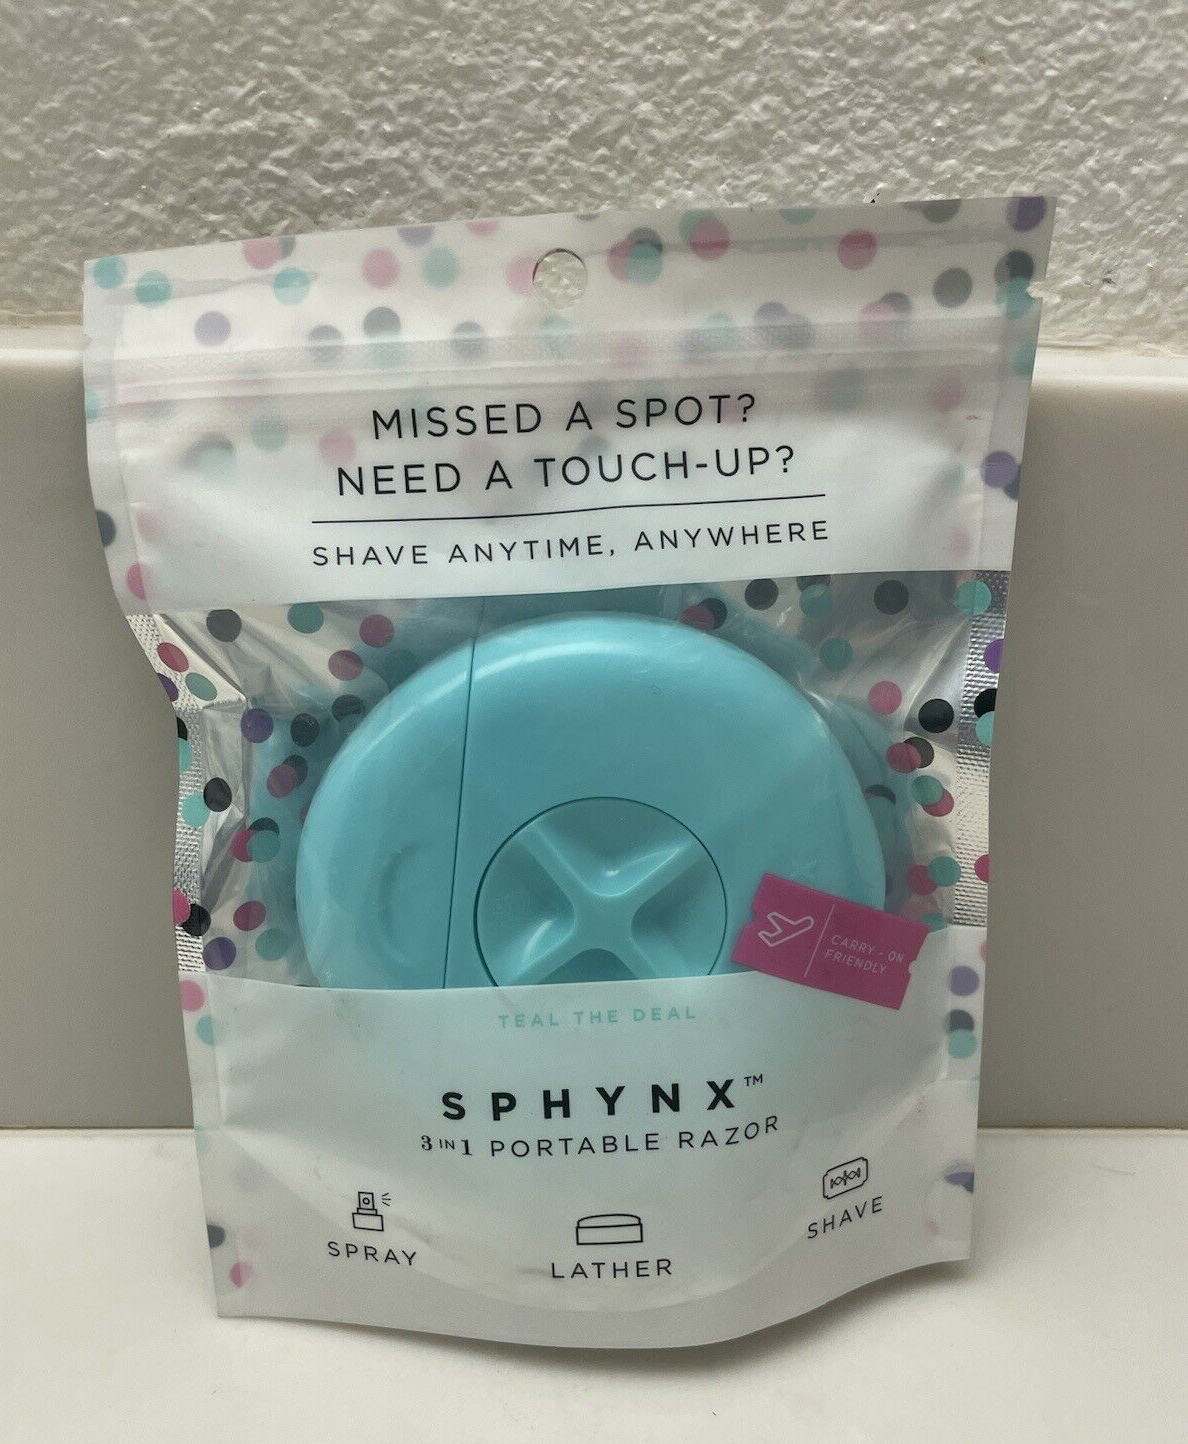 MISSED A SPOT?
NEED A TOUCH-UP?
SHAVE ANYTIME, ANYWHERE
CARRY-ON
FRIENDLY
TEAL THE DEAL
SPHYNX™
3 IN 1 PORTABLE RAZOR
SPRAY
LATHER
SHAVE